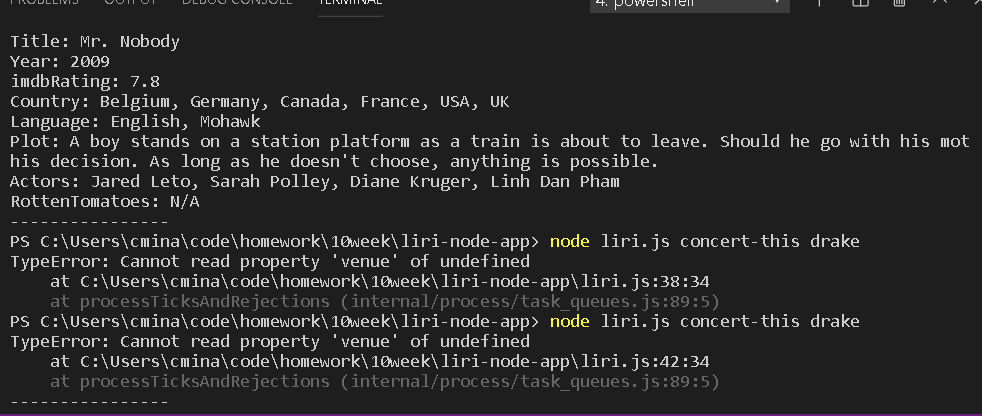 PROBLEMS OUTPUT DEBUG CONSOLE TERMINAL 4: powershell
Title: Mr. Nobody
Year: 2009
imdbRating: 7.8
Country: Belgium, Germany, Canada, France, USA, UK
Language: English, Mohawk
Plot: A boy stands on a station platform as a train is about to leave. Should he go with his mot
his decision. As long as he doesn't choose, anything is possible.
Actors: Jared Leto, Sarah Polley, Diane Kruger, Linh Dan Pham
RottenTomatoes: N/A
----------------
PS C:\Users\cmina\code\homework\10week\liri-node-app> node liri.js concert-this drake
TypeError: Cannot read property 'venue' of undefined
    at C:\Users\cmina\code\homework\10week\liri-node-app\liri.js:38:34
    at processTicksAndRejections (internal/process/task_queues.js:89:5)
PS C:\Users\cmina\code\homework\10week\liri-node-app> node liri.js concert-this drake
TypeError: Cannot read property 'venue' of undefined
    at C:\Users\cmina\code\homework\10week\liri-node-app\liri.js:42:34
    at processTicksAndRejections (internal/process/task_queues.js:89:5)
----------------